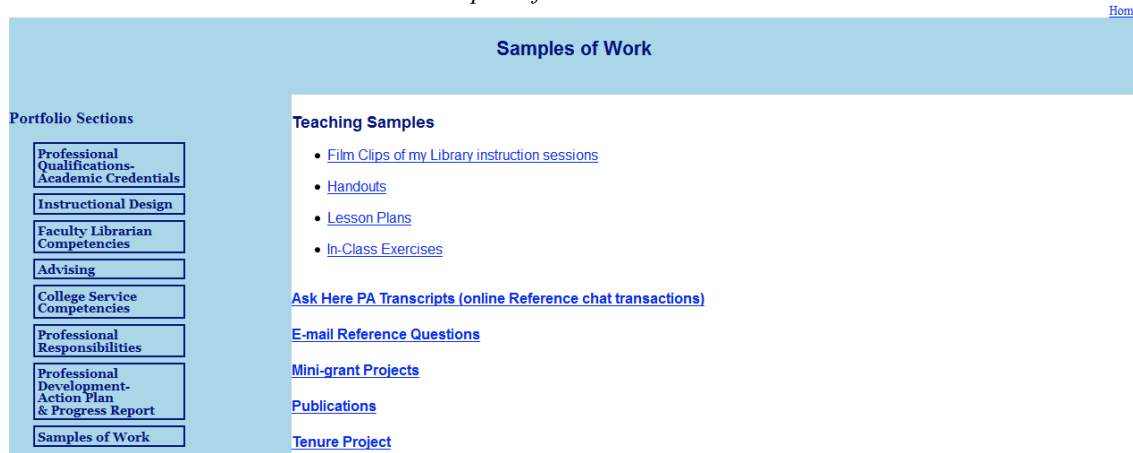 Hom
Samples of Work
Portfolio Sections
Professional
Qualifications-
Academic Credentials
Instructional Design
Faculty Librarian
Competencies
Advising
College Service
Competencies
Professional
Responsibilities
Professional
Development-
Action Plan
& Progress Report
Samples of Work
Teaching Samples
Film Clips of my Library instruction sessions
Handouts
Lesson Plans
In-Class Exercises
Ask Here PA Transcripts (online Reference chat transactions)
E-mail Reference Questions
Mini-grant Projects
Publications
Tenure Project